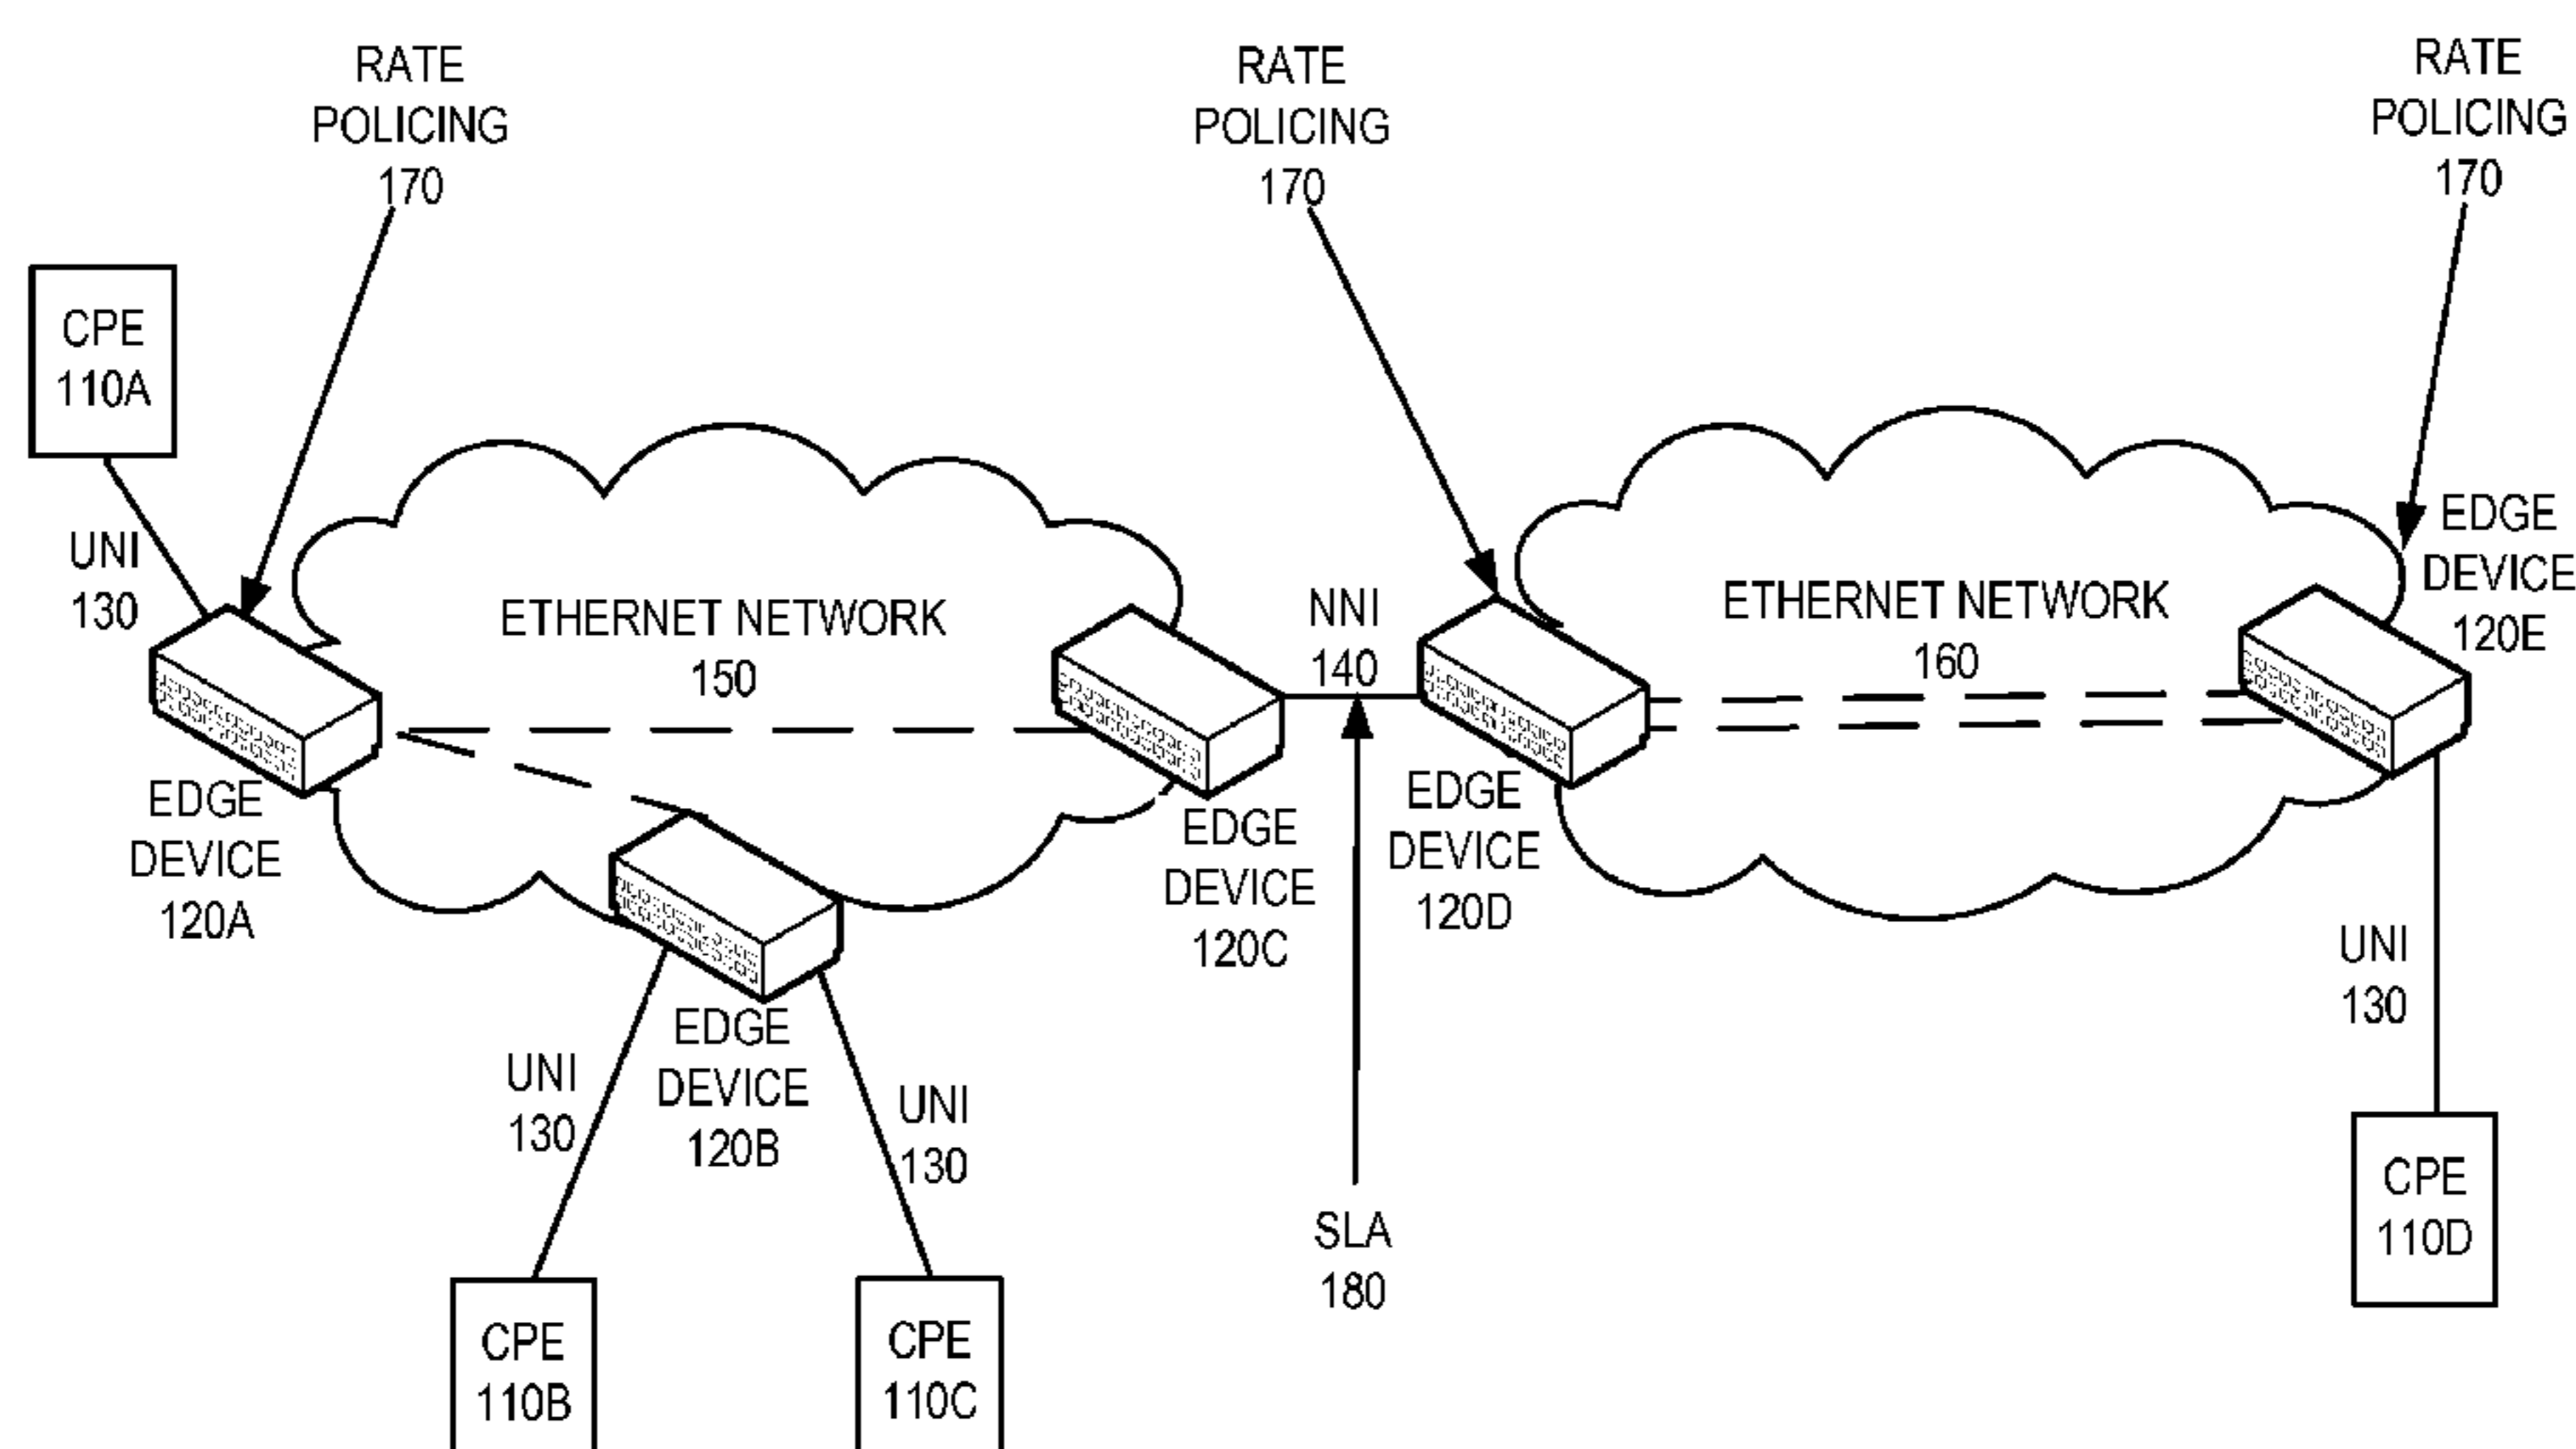 RATE
POLICING
170
RATE
POLICING
170
RATE
POLICING
170
CPE
110A
UNI
130
EDGE
DEVICE
120A
ETHERNET NETWORK
150
EDGE
DEVICE
120B
UNI
130
UNI
130
CPE
110B
CPE
110C
EDGE
DEVICE
120C
NNI
140
SLA
180
EDGE
DEVICE
120D
ETHERNET NETWORK
160
EDGE
DEVICE
120E
UNI
130
CPE
110D